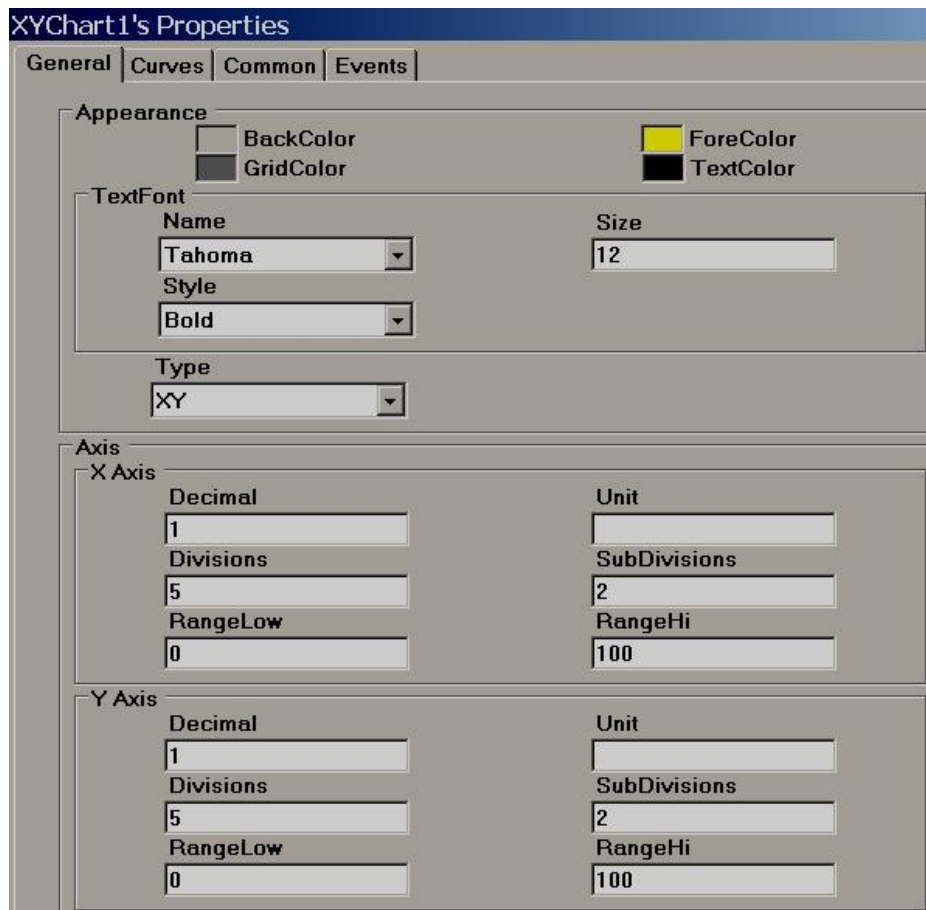 XYChart1's Properties
General Curves Common Events
Appearance
BackColor ForeColor
GridColor TextColor
TextFont
Name Size
Tahoma 12
Style
Bold
Type
XY
Axis
X Axis
Decimal Unit
1
Divisions SubDivisions
5 2
RangeLow RangeHi
0 100
Y Axis
Decimal Unit
1
Divisions SubDivisions
5 2
RangeLow RangeHi
0 100